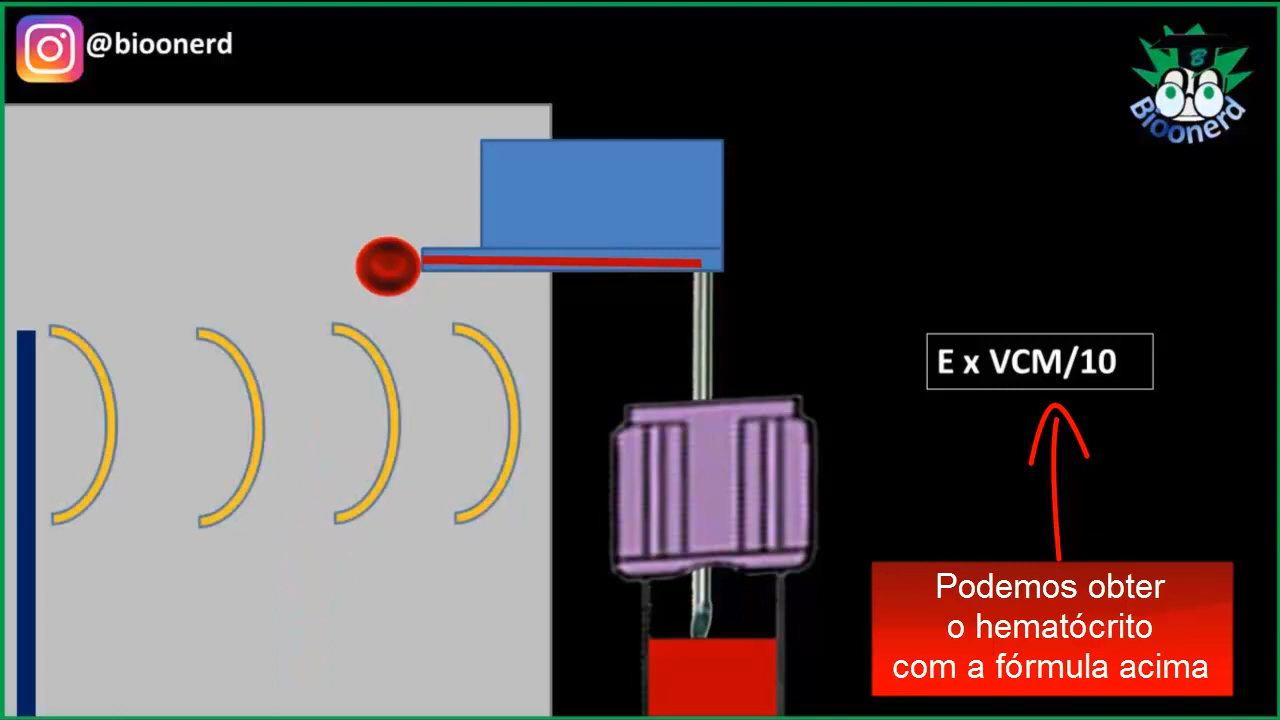 @bioonerd
B
Bioonerd
E x VCM/10
Podemos obter
o hematócrito
com a fórmula acima